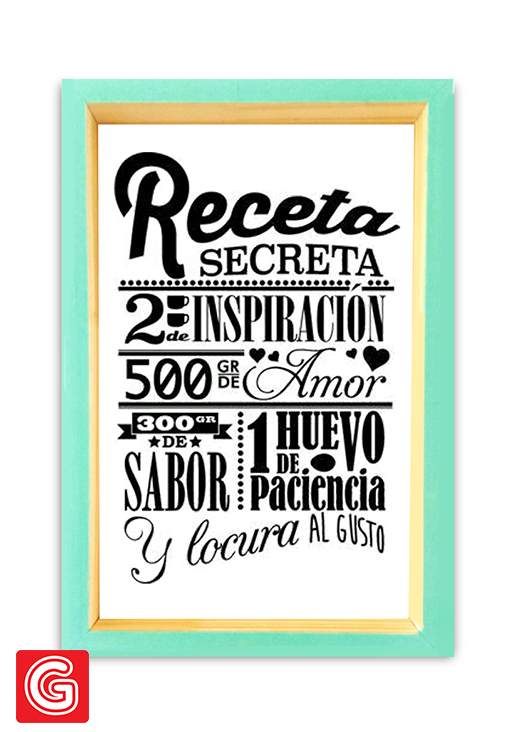 Receta
SECRETA
2 de INSPIRACIÓN
500 GR DE Amor
300 GR
DE
SABOR
1 HUEVO
DE
Paciencia
Y locura AL GUSTO
G